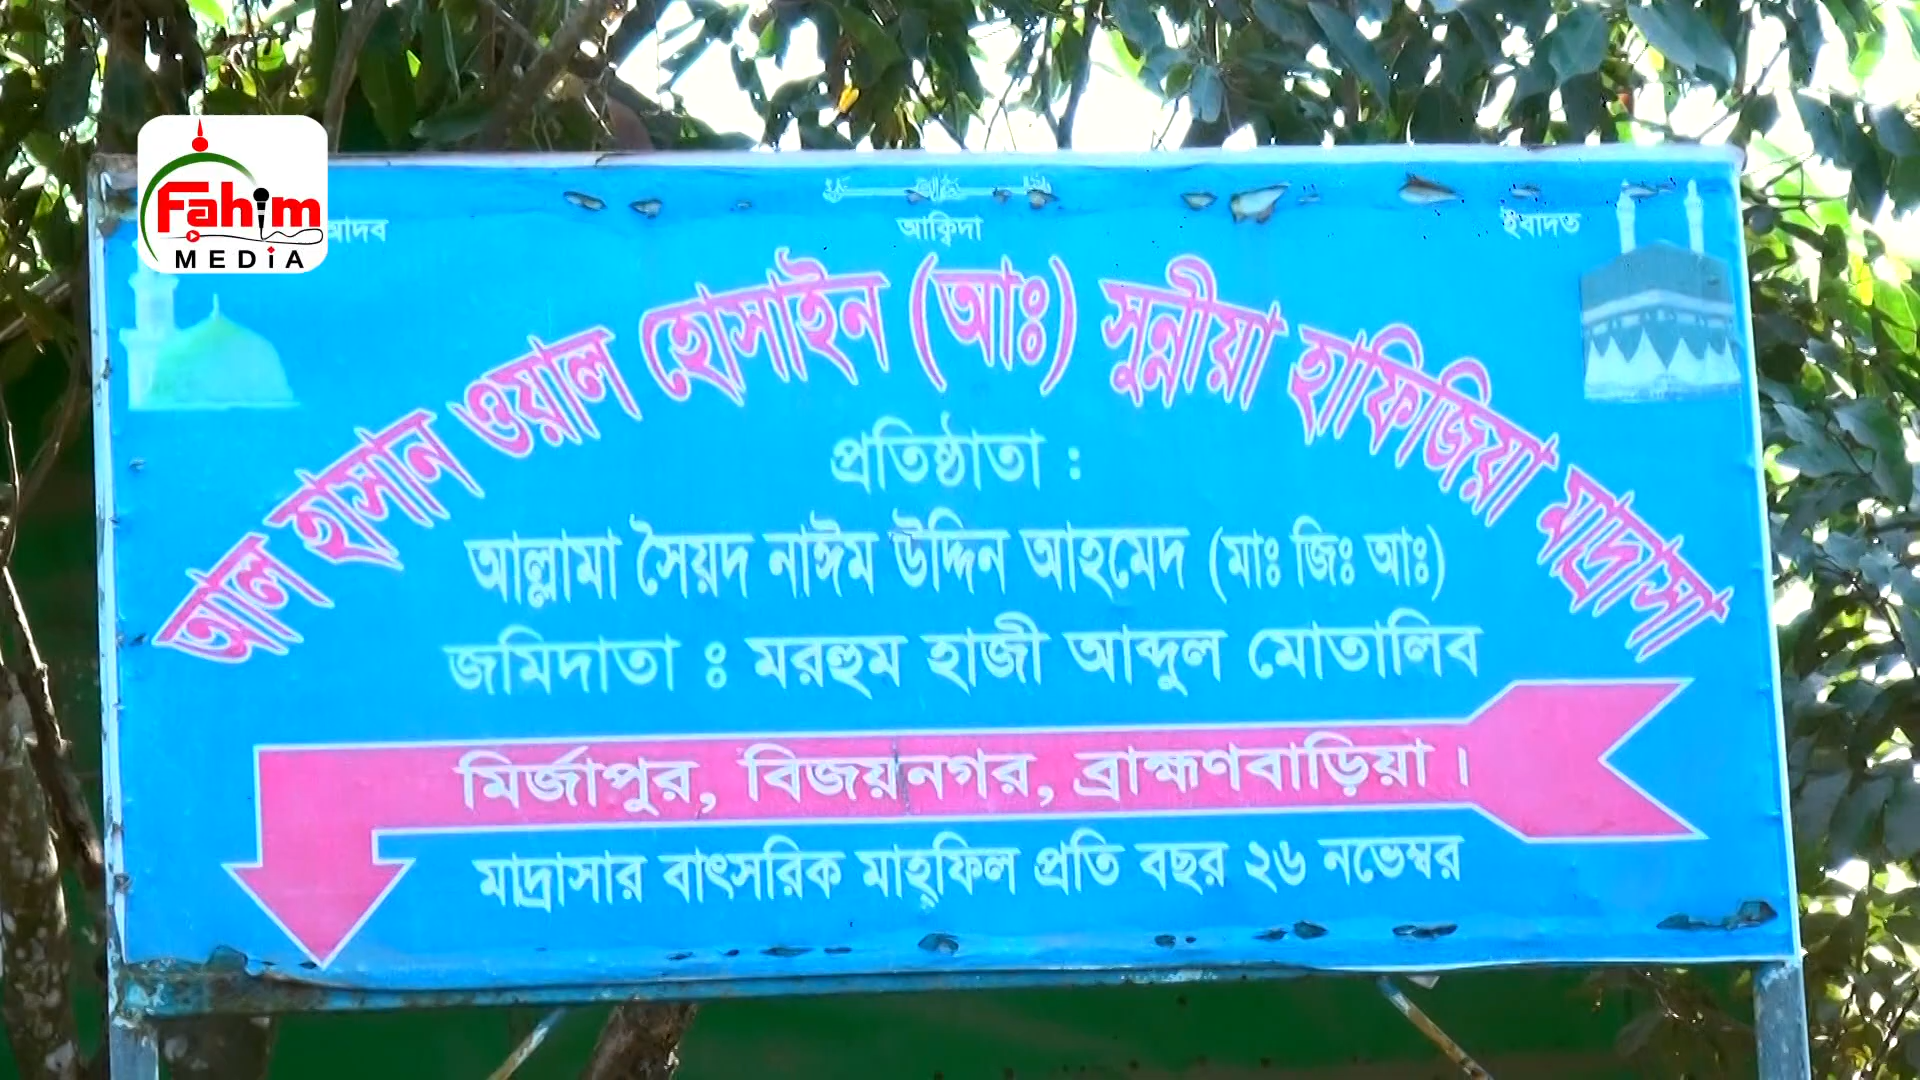 Fahim
MEDiA
আদব আক্বিদা ইবাদত
আল হাসান ওয়াল হোসাইন (আঃ) সুন্নীয়া হাফিজিয়া মাদ্রাসা
প্রতিষ্ঠাতা :
আল্লামা সৈয়দ নাঈম উদ্দিন আহমেদ (মাঃ জিঃ আঃ)
জমিদাতা ঃ মরহুম হাজী আব্দুল মোতালিব
মির্জাপুর, বিজয়নগর, ব্রাহ্মণবাড়িয়া।
মাদ্রাসার বাৎসরিক মাহ্ফিল প্রতি বছর ২৬ নভেম্বর